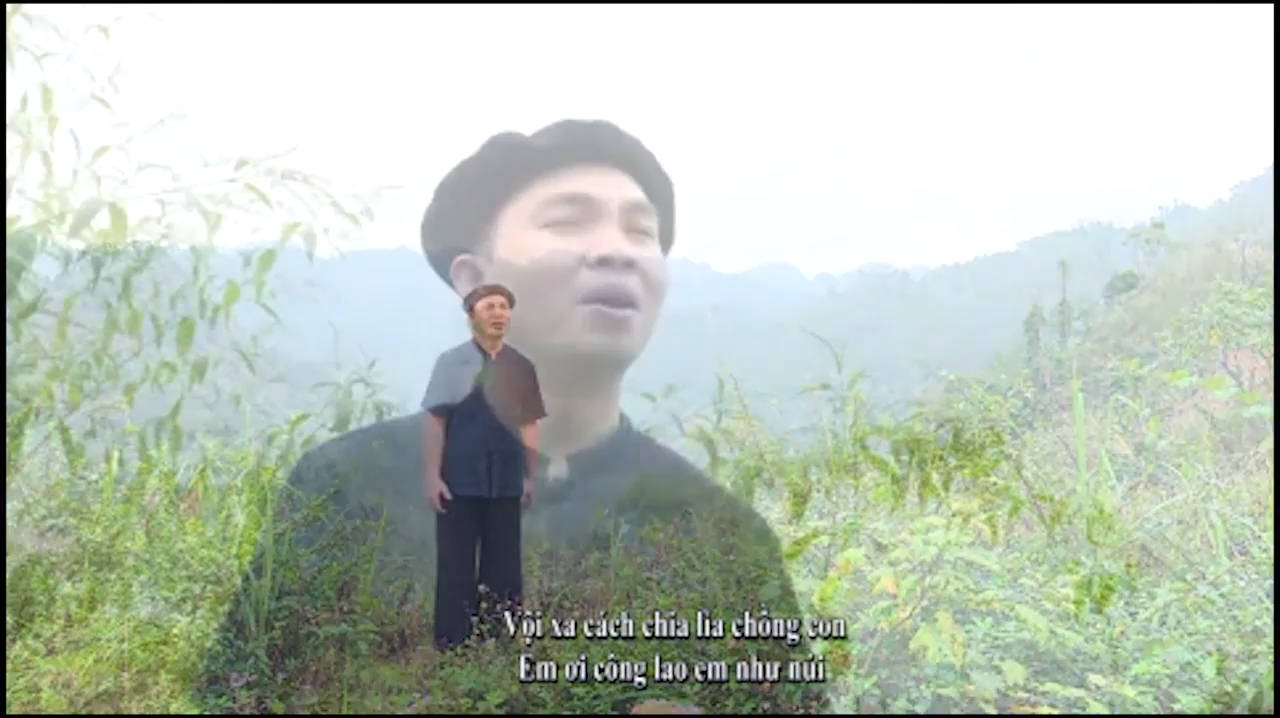 Vội xa cách chia lìa chồng con
Em ơi công lao em như núi